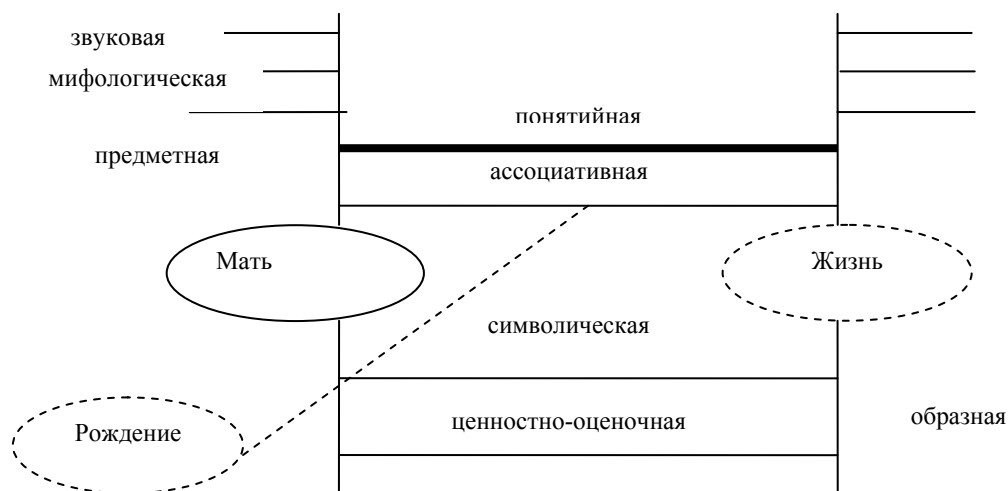 звуковая
мифологическая
понятийная
предметная
ассоциативная
Мать
Жизнь
символическая
Рождение
ценностно-оценочная
образная